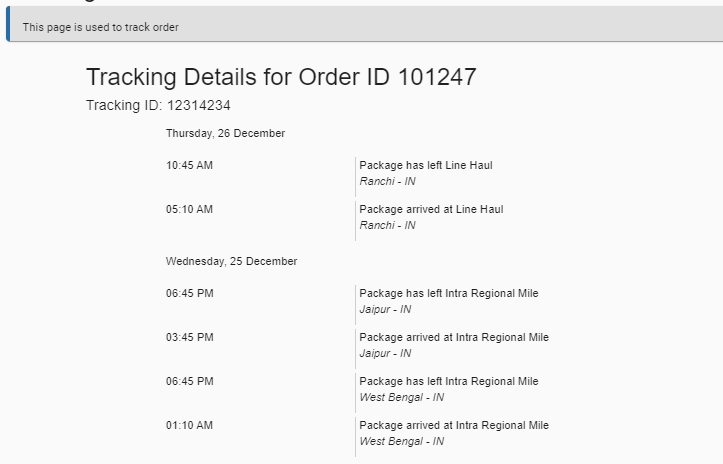 This page is used to track order
Tracking Details for Order ID 101247
Tracking ID: 12314234
Thursday, 26 December
10:45 AM
Package has left Line Haul
Ranchi - IN
05:10 AM
Package arrived at Line Haul
Ranchi - IN
Wednesday, 25 December
06:45 PM
Package has left Intra Regional Mile
Jaipur - IN
03:45 PM
Package arrived at Intra Regional Mile
Jaipur - IN
06:45 PM
Package has left Intra Regional Mile
West Bengal - IN
01:10 AM
Package arrived at Intra Regional Mile
West Bengal - IN